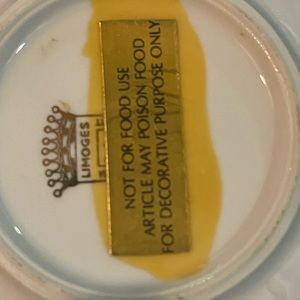 NOT FOR FOOD USE
ARTICLE MAY POISON FOOD
FOR DECORATIVE PURPOSE ONLY
LIMOGES